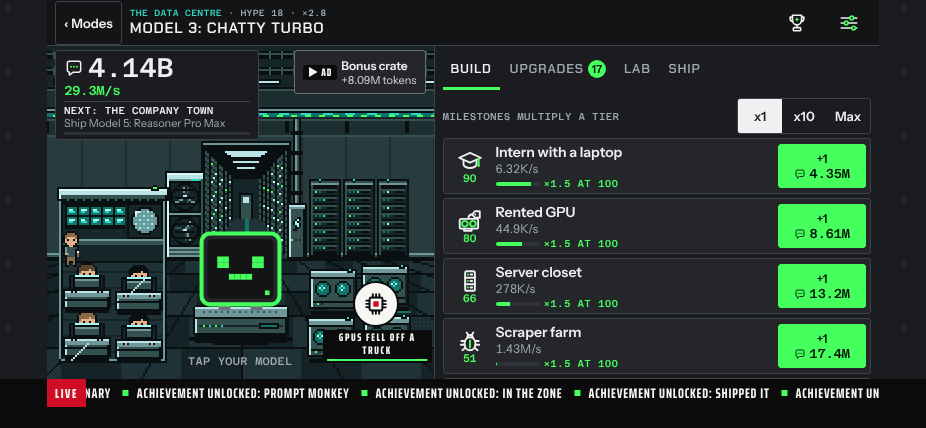 ‹ Modes
THE DATA CENTRE · HYPE 18 · ×2.8
MODEL 3: CHATTY TURBO
4.14B
29.3M/s
NEXT: THE COMPANY TOWN
Ship Model 5: Reasoner Pro Max
AD
Bonus crate
+8.09M tokens
GPUS FELL OFF A
TRUCK
TAP YOUR MODEL
BUILD
UPGRADES 17
LAB
SHIP
MILESTONES MULTIPLY A TIER
x1
x10
Max
Intern with a laptop
6.32K/s
90
×1.5 AT 100
+1
4.35M
Rented GPU
44.9K/s
80
×1.5 AT 100
+1
8.61M
Server closet
278K/s
66
×1.5 AT 100
+1
13.2M
Scraper farm
1.43M/s
51
×1.5 AT 100
+1
17.4M
LIVE
NARY ■ ACHIEVEMENT UNLOCKED: PROMPT MONKEY ■ ACHIEVEMENT UNLOCKED: IN THE ZONE ■ ACHIEVEMENT UNLOCKED: SHIPPED IT ■ ACHIEVEMENT UN